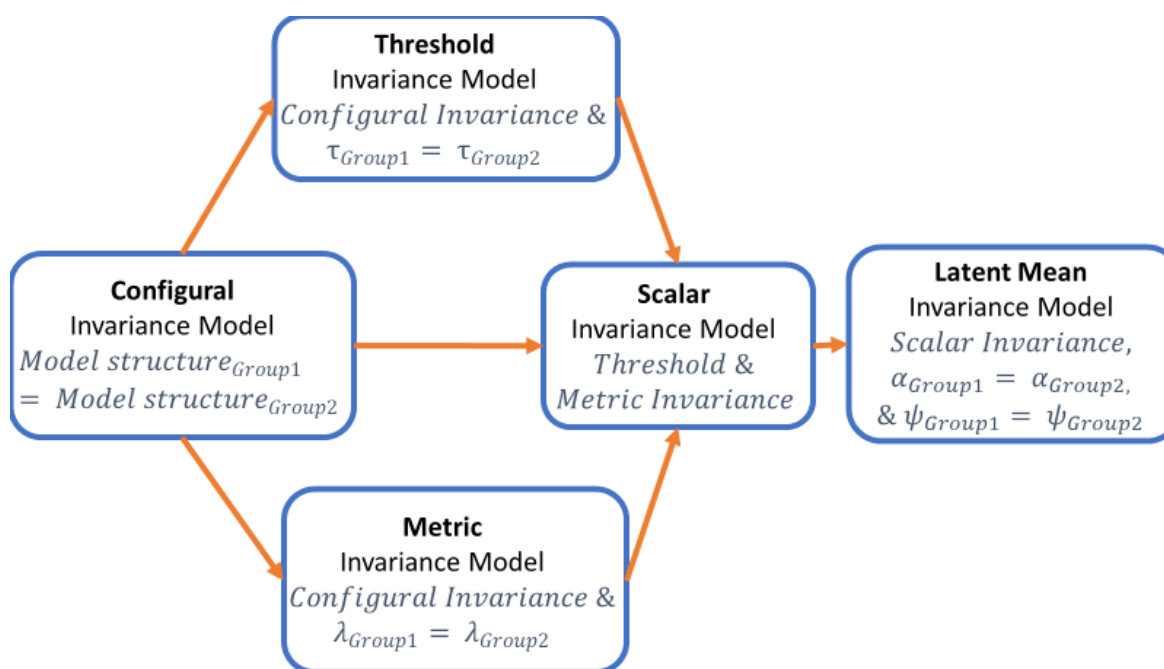 Threshold
Invariance Model
Configural Invariance &
τGroup1 = τGroup2
Configural
Invariance Model
Model structureGroup1
= Model structureGroup2
Scalar
Invariance Model
Threshold &
Metric Invariance
Latent Mean
Invariance Model
Scalar Invariance,
αGroup1 = αGroup2,
& ψGroup1 = ψGroup2
Metric
Invariance Model
Configural Invariance &
λGroup1 = λGroup2